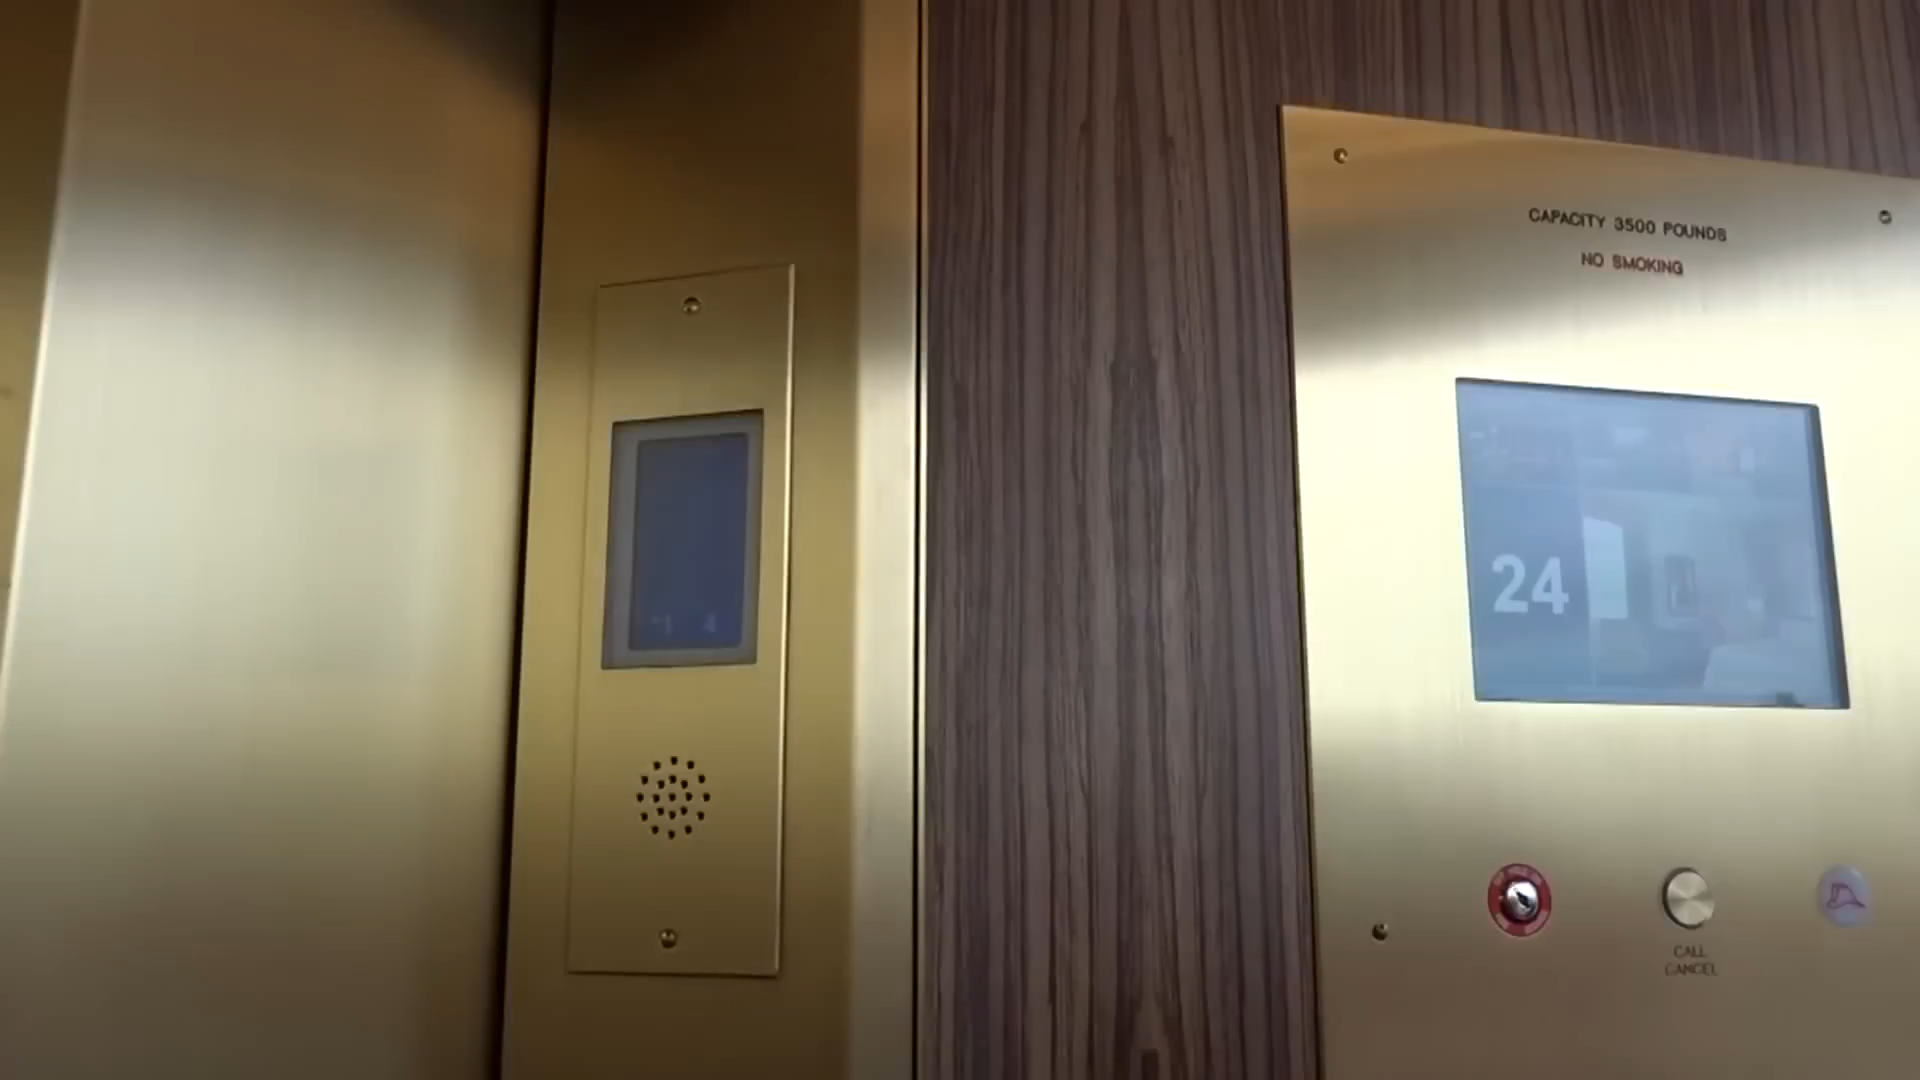 CAPACITY 3500 POUNDS
NO SMOKING
24
CALL
CANCEL